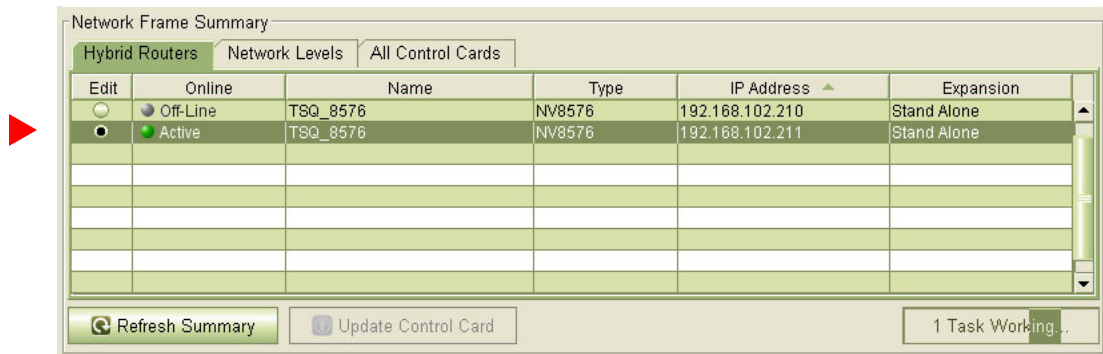 Network Frame Summary
Hybrid Routers Network Levels All Control Cards
Edit Online Name Type IP Address Expansion
Off-Line TSQ_8576 NV8576 192.168.102.210 Stand Alone
Active TSQ_8576 NV8576 192.168.102.211 Stand Alone
Refresh Summary Update Control Card 1 Task Working...